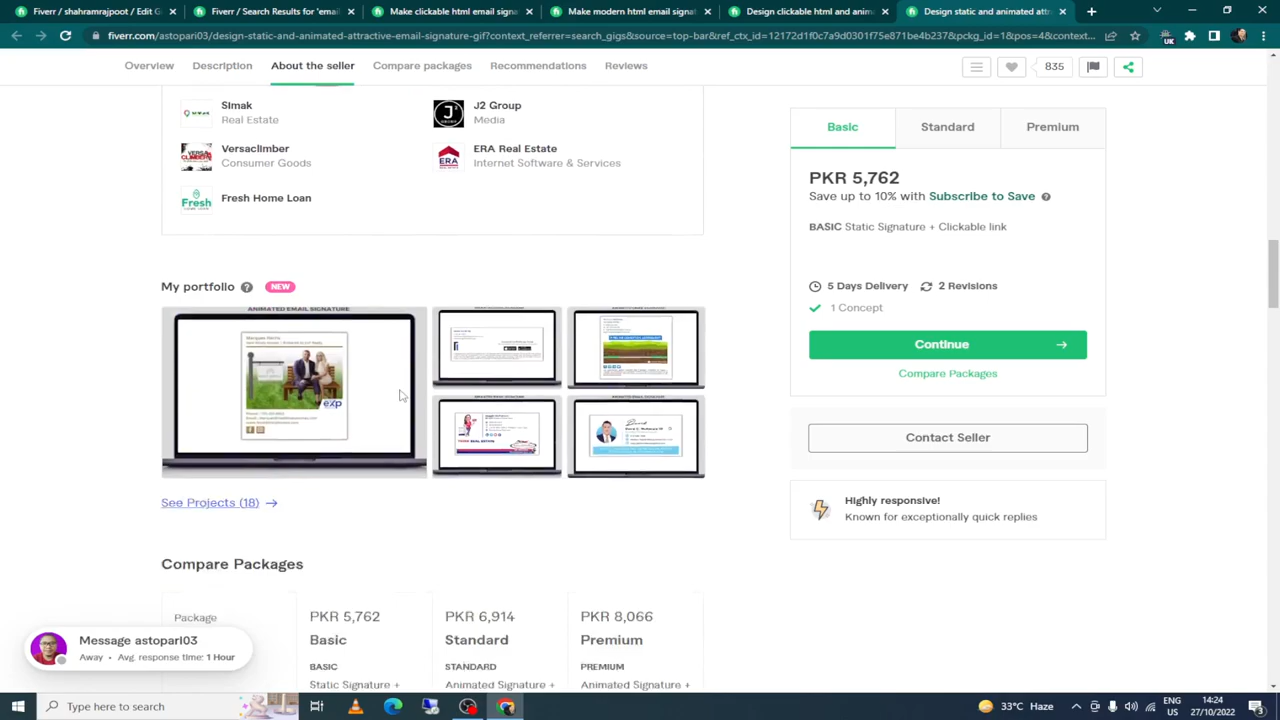 Fiverr / shahramrajpoot / Edit G
Fiverr / Results for 'email s
Make clickable html email signa
Make modern html email signat
Design clickable html and anima
Design static and animated attra
fiverr.com/astopari03/design-static-and-animated-attractive-email-signature-gif?context_referrer=search_gigs&source=top-bar&ref_ctx_id=12172d1f0c7a9d0301f75e871be4b237&pckg_id=1&pos=4&contex...
UK
Overview
Description
About the seller
Compare packages
Recommendations
Reviews
835
Simak
Real Estate
J2 Group
Media
Versaclimber
Consumer Goods
ERA Real Estate
Internet Software & Services
Fresh Home Loan
My portfolio
NEW
ANIMATED EMAIL SIGNATURE
See Projects (18)
Compare Packages
Package
PKR 5,762
Basic
BASIC
Static Signature +
PKR 6,914
Standard
STANDARD
Animated Signature +
PKR 8,066
Premium
PREMIUM
Animated Signature +
Basic
Standard
Premium
PKR 5,762
Save up to 10% with Subscribe to Save
BASIC Static Signature + Clickable link
5 Days Delivery
2 Revisions
1 Concept
Continue
Compare Packages
Contact Seller
Highly responsive!
Known for exceptionally quick replies
Message astopari03
Away • Avg. response time: 1 Hour
Type here to search
33°C Haze
ENG
US
14:24
27/10/2022